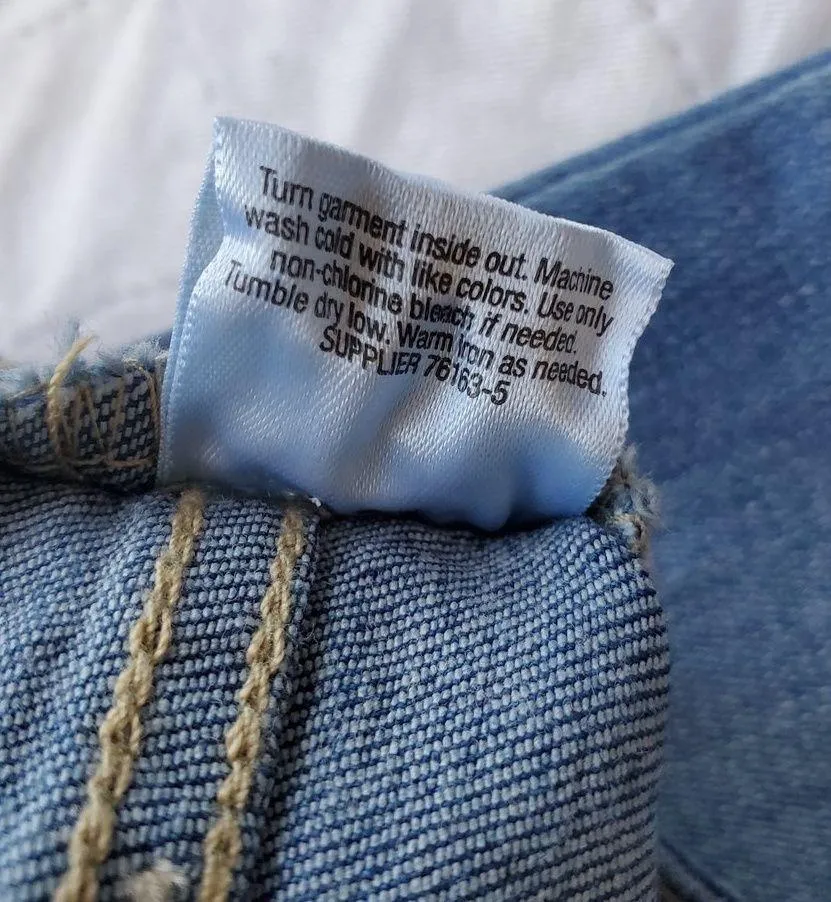 Turn garment inside out. Machine
wash cold with like colors. Use only
non-chlorine bleach if needed.
Tumble dry low. Warm iron as needed.
SUPPLIER 76163-5